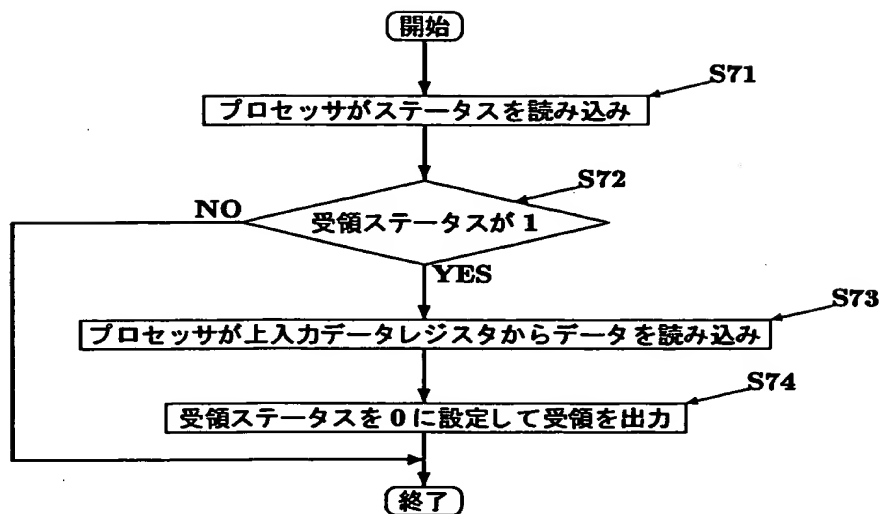 開始
S71
プロセッサがステータスを読み込み
S72
受領ステータスが 1
NO
YES
S73
プロセッサが上入力データレジスタからデータを読み込み
S74
受領ステータスを 0 に設定して受領を出力
終了